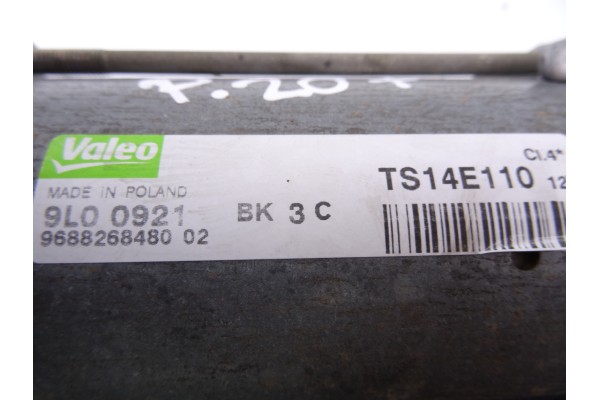 P.20+
Valeo
Cl.4*
TS14E110 12
MADE IN POLAND
9L0 0921 BK 3 C
9688268480 02